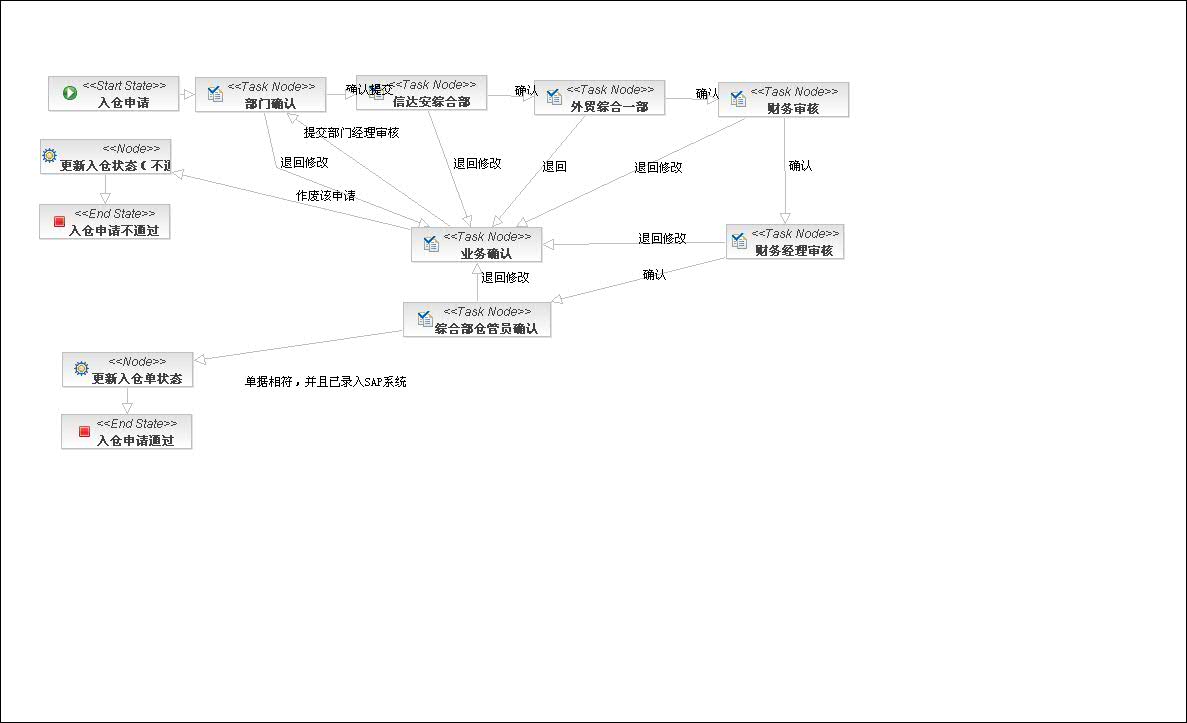 <<Start State>>
入仓申请
<<Task Node>>
部门确认
确认提交
<<Task Node>>
信达安综合部
确认
<<Task Node>>
外贸综合一部
确认
<<Task Node>>
财务审核
提交部门经理审核
<<Node>>
更新入仓状态（不通
退回修改
退回修改
退回
退回修改
确认
作废该申请
<<End State>>
入仓申请不通过
<<Task Node>>
业务确认
退回修改
<<Task Node>>
财务经理审核
退回修改
确认
<<Task Node>>
综合部仓管员确认
<<Node>>
更新入仓单状态
单据相符，并且已录入SAP系统
<<End State>>
入仓申请通过